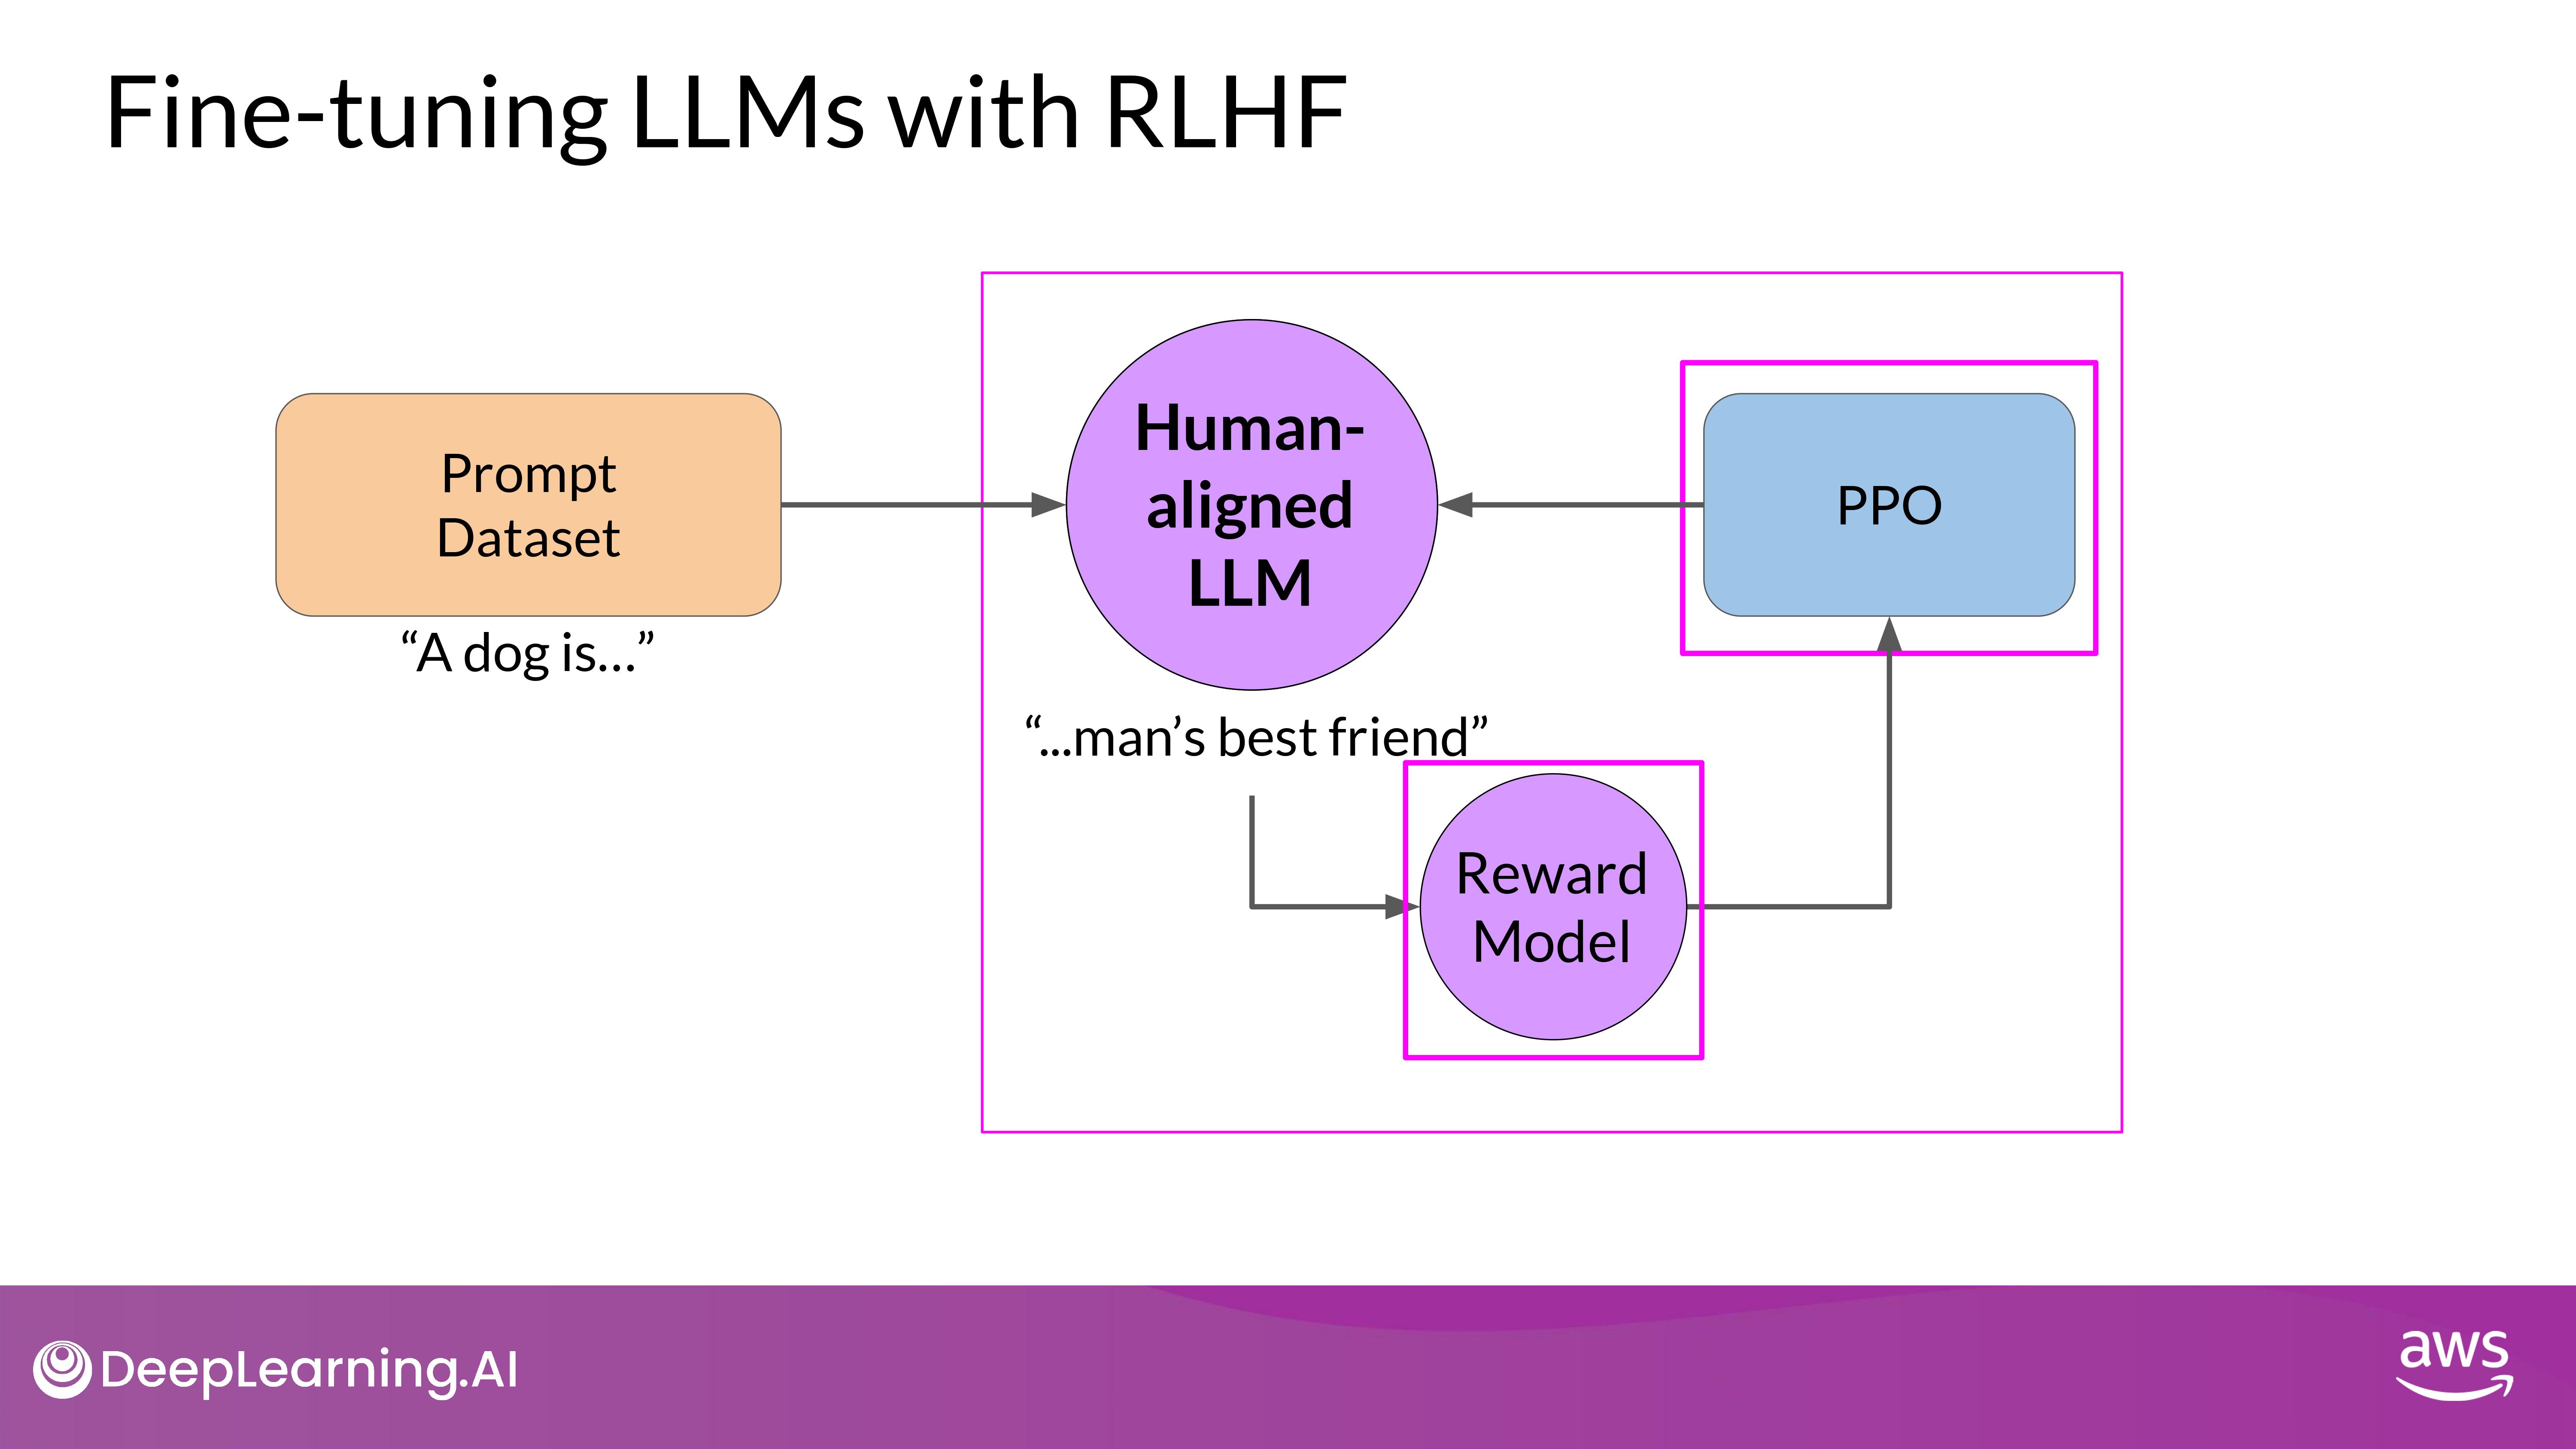 Fine-tuning LLMs with RLHF
Prompt
Dataset
“A dog is…”
Human-
aligned
LLM
PPO
“...man’s best friend”
Reward
Model
DeepLearning.AI
aws